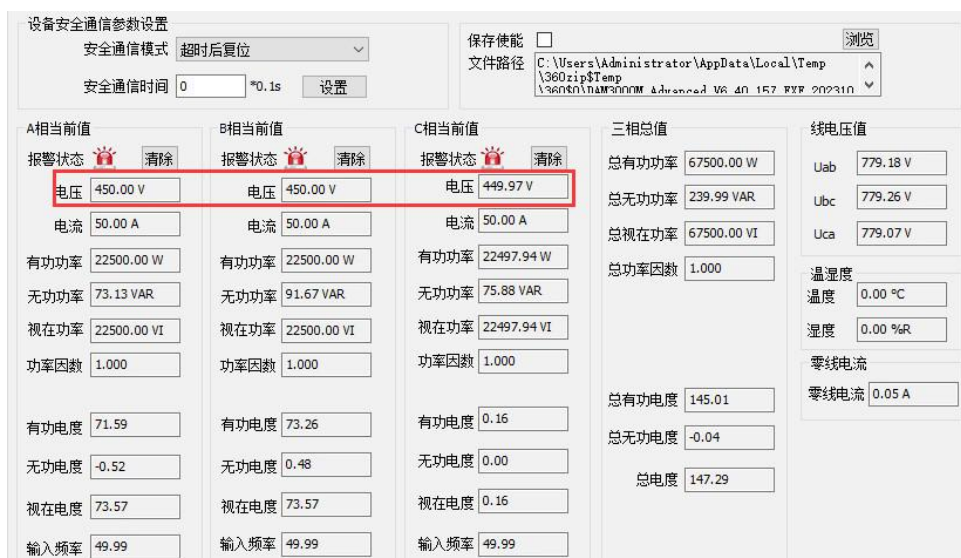 设备安全通信参数设置
安全通信模式 超时后复位
安全通信时间 0 *0.1s 设置
保存使能 浏览
文件路径 C:\Users\Administrator\AppData\Local\Temp
\360zip$Temp
\360$0\DAM3000M Advanced V6.40.157.EXE 202310
A相当前值 B相当前值 C相当前值 三相总值 线电压值
报警状态 清除 报警状态 清除 报警状态 清除 总有功功率 67500.00 W Uab 779.18 V
电压 450.00 V 电压 450.00 V 电压 449.97 V 总无功功率 239.99 VAR Ubc 779.26 V
电流 50.00 A 电流 50.00 A 电流 50.00 A 总视在功率 67500.00 VI Uca 779.07 V
有功功率 22500.00 W 有功功率 22500.00 W 有功功率 22497.94 W 总功率因数 1.000 温湿度
无功功率 73.13 VAR 无功功率 91.67 VAR 无功功率 75.88 VAR 温度 0.00 ºC
视在功率 22500.00 VI 视在功率 22500.00 VI 视在功率 22497.94 VI 湿度 0.00 %R
功率因数 1.000 功率因数 1.000 功率因数 1.000 零线电流
零线电流 0.05 A
有功电度 71.59 有功电度 73.26 有功电度 0.16 总有功电度 145.01
无功电度 -0.52 无功电度 0.48 无功电度 0.00 总无功电度 -0.04
视在电度 73.57 视在电度 73.57 视在电度 0.16 总电度 147.29
输入频率 49.99 输入频率 49.99 输入频率 49.99